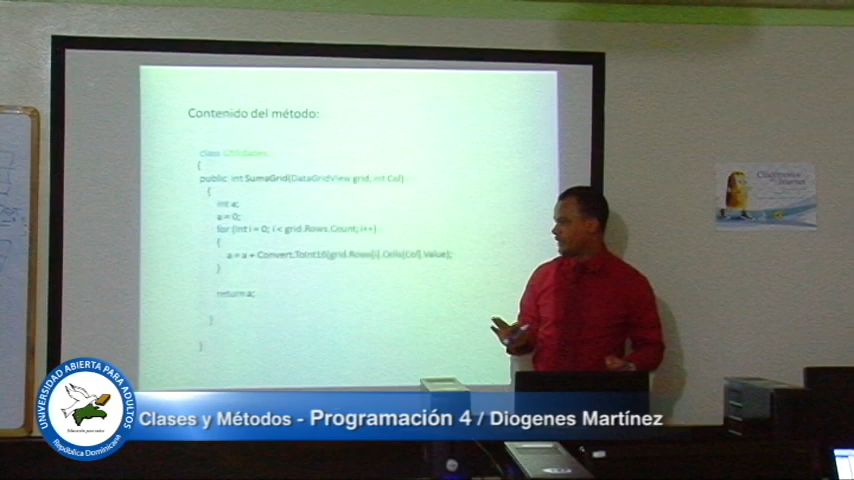 Contenido del método:
class Utilidades
{
public int SumaGrid(DataGridView grid, int Col)
{
int a;
a = 0;
for (int i = 0; i < grid.Rows.Count; i++)
{
a = a + Convert.ToInt16(grid.Rows[i].Cells[Col].Value);
}
return a;
}
}
UNIVERSIDAD ABIERTA PARA ADULTOS
República Dominicana
Clases y Métodos - Programación 4 / Diogenes Martínez